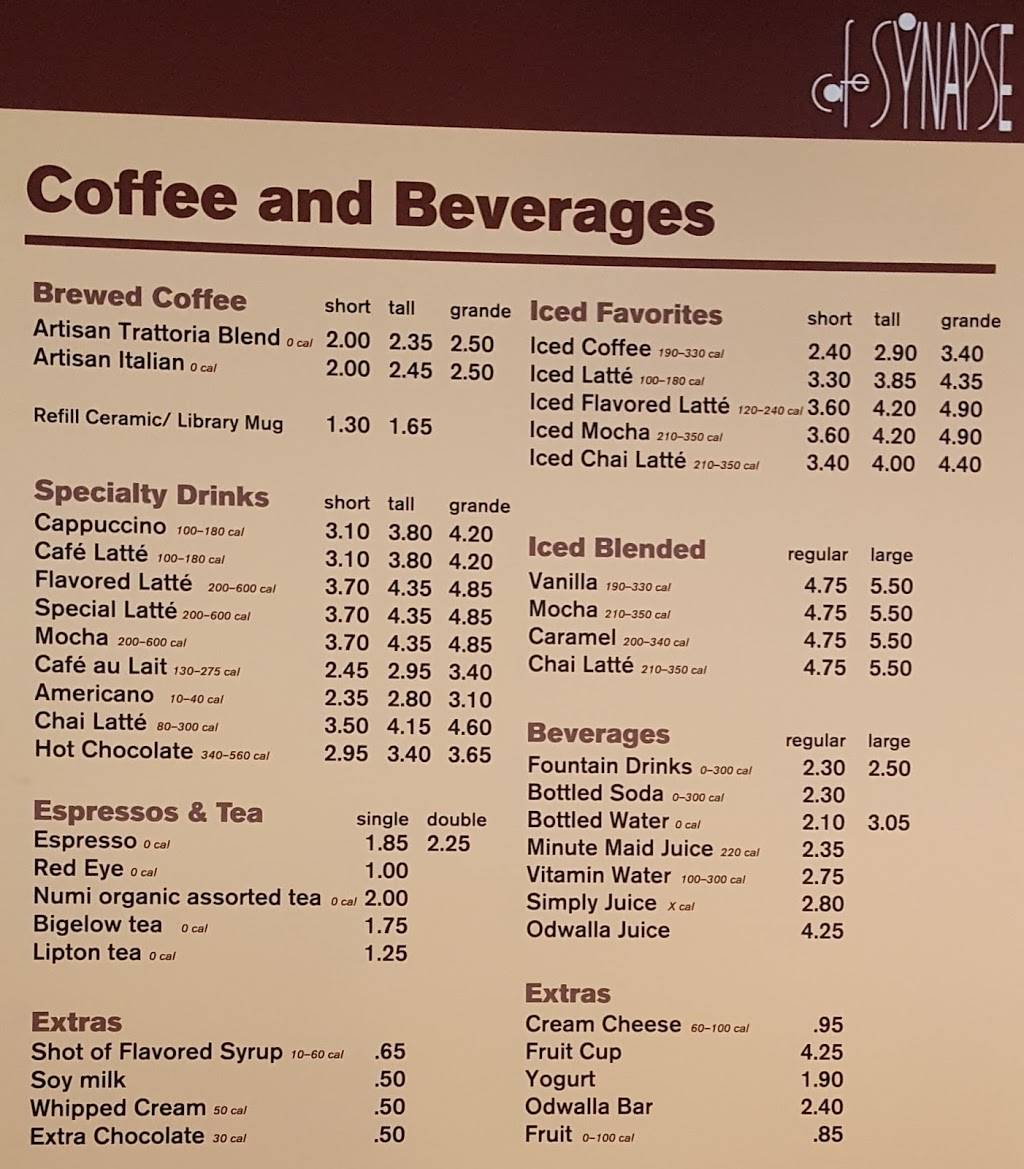 cafe SYNAPSE
Coffee and Beverages
Brewed Coffee short tall grande
Artisan Trattoria Blend 0 cal 2.00 2.35 2.50
Artisan Italian 0 cal 2.00 2.45 2.50
Refill Ceramic/ Library Mug 1.30 1.65
Specialty Drinks short tall grande
Cappuccino 100–180 cal 3.10 3.80 4.20
Café Latté 100–180 cal 3.10 3.80 4.20
Flavored Latté 200–600 cal 3.70 4.35 4.85
Special Latté 200–600 cal 3.70 4.35 4.85
Mocha 200–600 cal 3.70 4.35 4.85
Café au Lait 130–275 cal 2.45 2.95 3.40
Americano 10–40 cal 2.35 2.80 3.10
Chai Latté 80–300 cal 3.50 4.15 4.60
Hot Chocolate 340–560 cal 2.95 3.40 3.65
Espressos & Tea single double
Espresso 0 cal 1.85 2.25
Red Eye 0 cal 1.00
Numi organic assorted tea 0 cal 2.00
Bigelow tea 0 cal 1.75
Lipton tea 0 cal 1.25
Extras
Shot of Flavored Syrup 10–60 cal .65
Soy milk .50
Whipped Cream 50 cal .50
Extra Chocolate 30 cal .50
Iced Favorites short tall grande
Iced Coffee 190–330 cal 2.40 2.90 3.40
Iced Latté 100–180 cal 3.30 3.85 4.35
Iced Flavored Latté 120–240 cal 3.60 4.20 4.90
Iced Mocha 210–350 cal 3.60 4.20 4.90
Iced Chai Latté 210–350 cal 3.40 4.00 4.40
Iced Blended regular large
Vanilla 190–330 cal 4.75 5.50
Mocha 210–350 cal 4.75 5.50
Caramel 200–340 cal 4.75 5.50
Chai Latté 210–350 cal 4.75 5.50
Beverages regular large
Fountain Drinks 0–300 cal 2.30 2.50
Bottled Soda 0–300 cal 2.30
Bottled Water 0 cal 2.10 3.05
Minute Maid Juice 220 cal 2.35
Vitamin Water 100–300 cal 2.75
Simply Juice X cal 2.80
Odwalla Juice 4.25
Extras
Cream Cheese 60–100 cal .95
Fruit Cup 4.25
Yogurt 1.90
Odwalla Bar 2.40
Fruit 0–100 cal .85